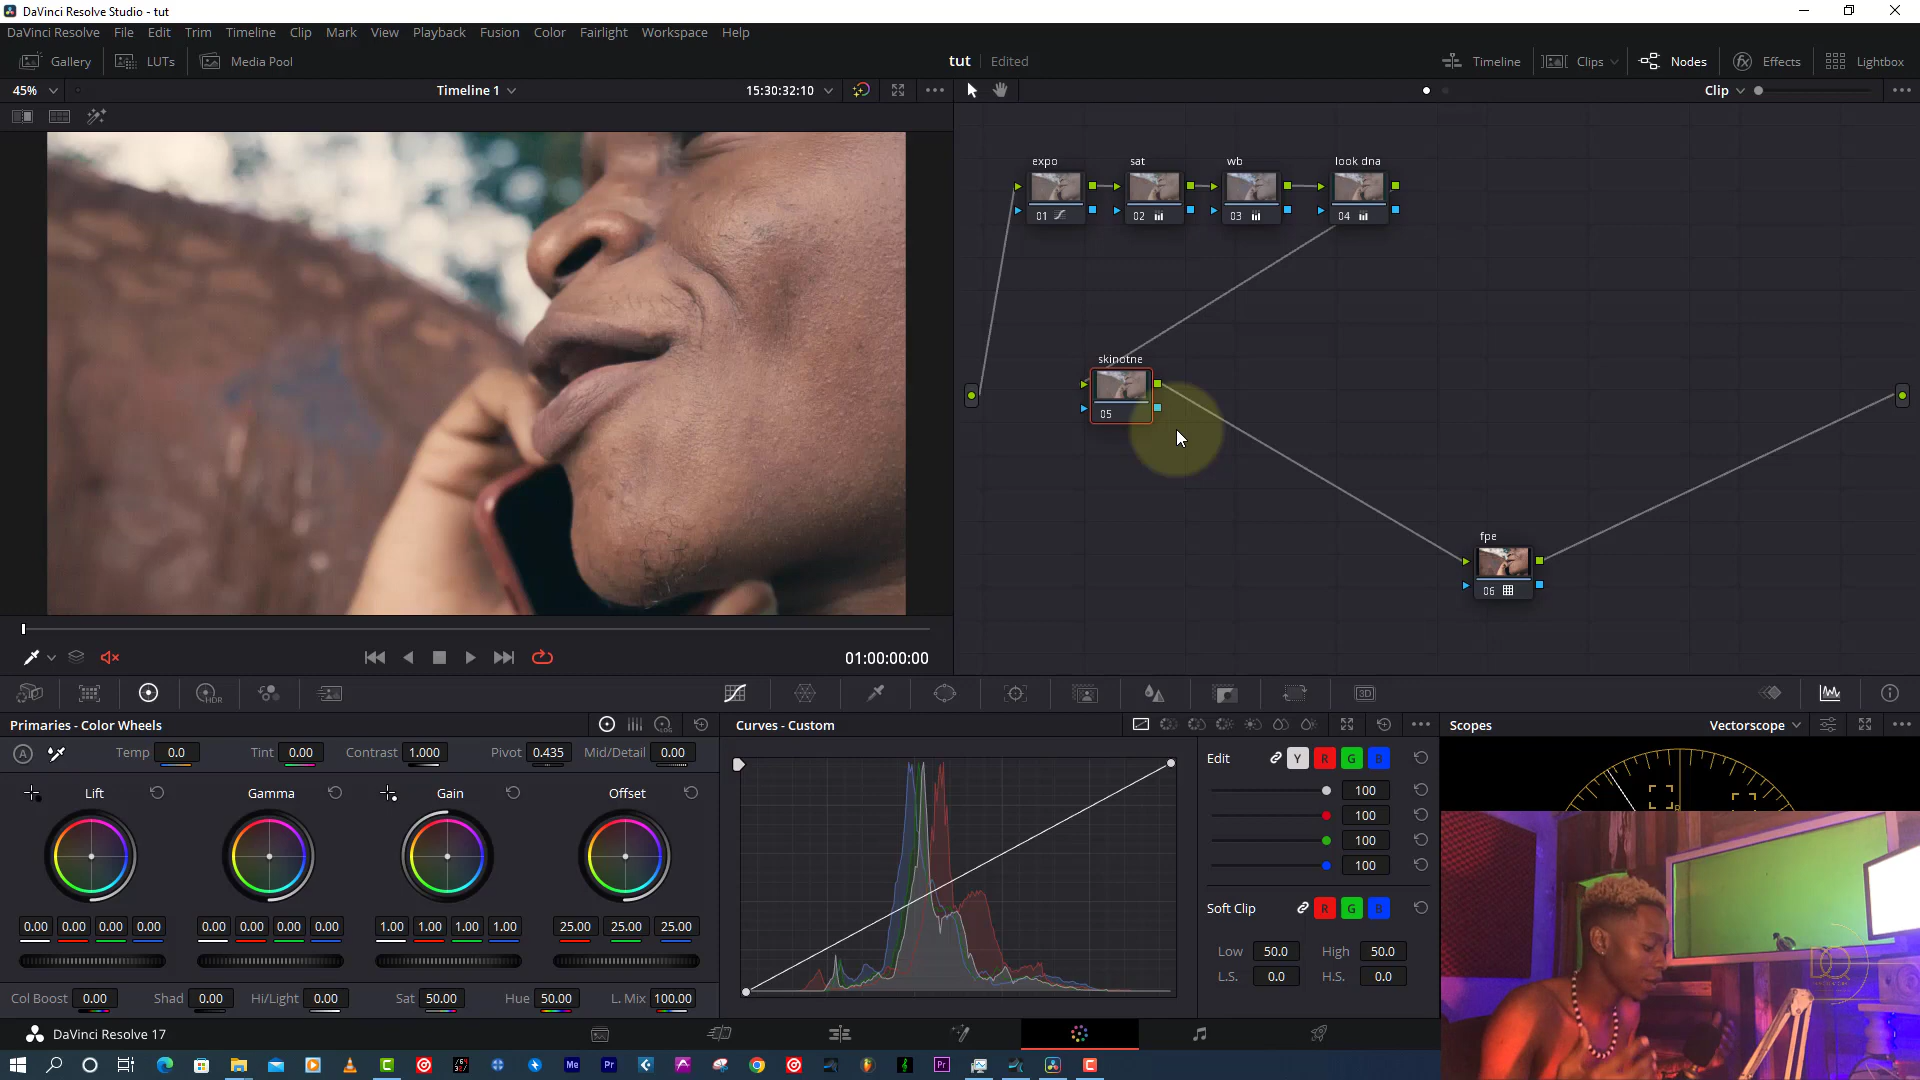 DaVinci Resolve Studio - tut
DaVinci Resolve File Edit Trim Timeline Clip Mark View Playback Fusion Color Fairlight Workspace Help
Gallery LUTs Media Pool tut Edited Timeline Clips Nodes Effects Lightbox
45% Timeline 1 15:30:32:10 Clip
expo sat wb look dna
01 02 03 04
skinotne
05
fpe
06
01:00:00:00
HDR 3D
Primaries - Color Wheels Curves - Custom Scopes Vectorscope
A Temp 0.0 Tint 0.00 Contrast 1.000 Pivot 0.435 Mid/Detail 0.00
Edit Y R G B
Lift Gamma Gain Offset
100
100
100
100
Soft Clip R G B
0.00 0.00 0.00 0.00 0.00 0.00 0.00 0.00 1.00 1.00 1.00 1.00 25.00 25.00 25.00
Low 50.0 High 50.0
L.S. 0.0 H.S. 0.0
Col Boost 0.00 Shad 0.00 Hi/Light 0.00 Sat 50.00 Hue 50.00 L. Mix 100.00
DaVinci Resolve 17
Me Pr Pr